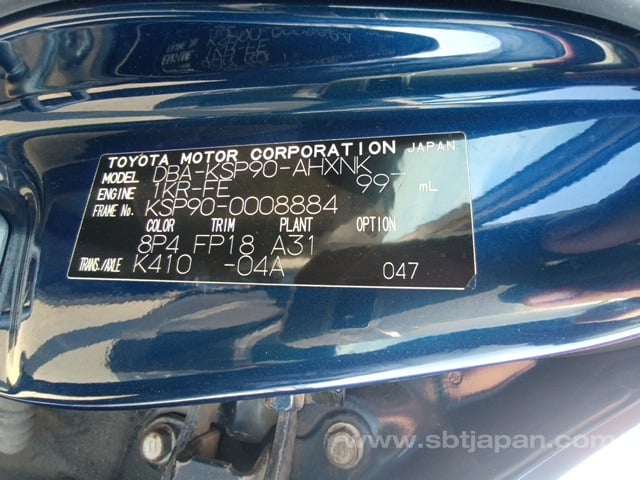 TOYOTA MOTOR CORPORATION JAPAN
MODEL DBA-KSP90-AHXNK
ENGINE 1KR-FE 997 mL
FRAME No. KSP90-0008884
COLOR TRIM PLANT OPTION
8P4 FP18 A31
TRANS./AXLE K410 -04A 047
www.sbtjapan.com